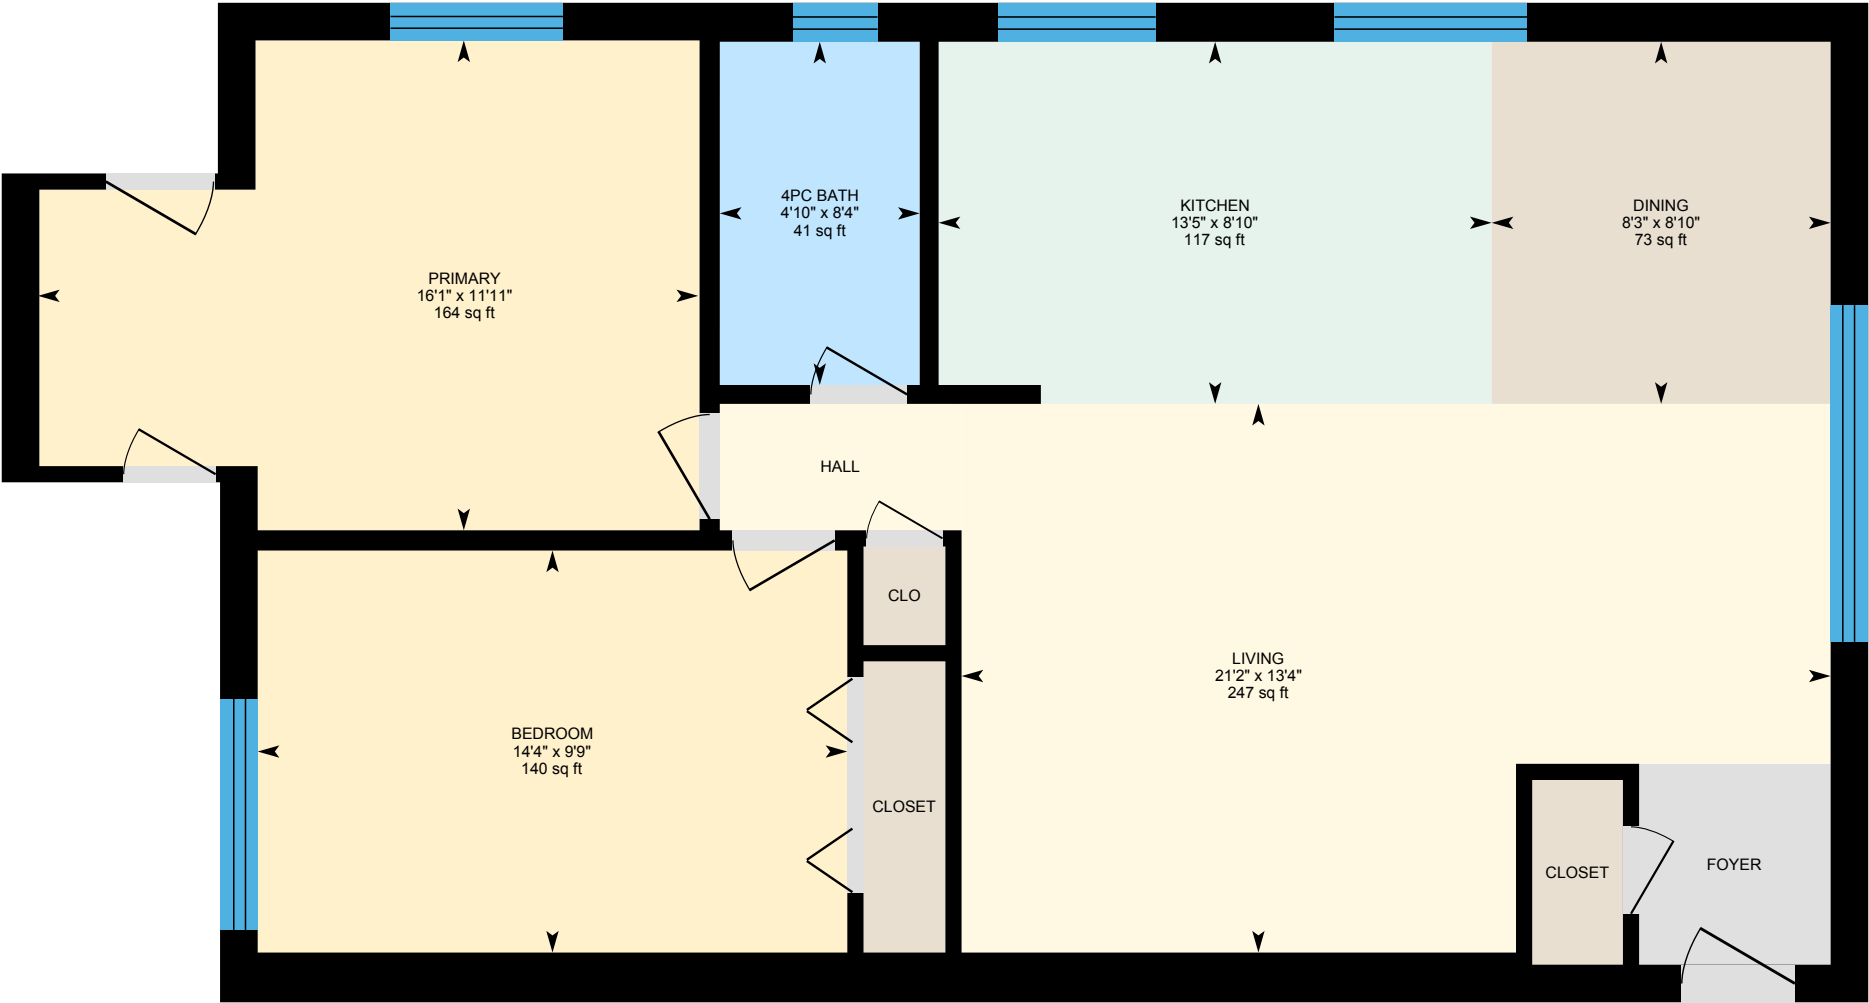 4PC BATH
4'10" x 8'4"
41 sq ft
KITCHEN
13'5" x 8'10"
117 sq ft
DINING
8'3" x 8'10"
73 sq ft
PRIMARY
16'1" x 11'11"
164 sq ft
HALL
CLO
LIVING
21'2" x 13'4"
247 sq ft
BEDROOM
14'4" x 9'9"
140 sq ft
CLOSET
CLOSET
FOYER